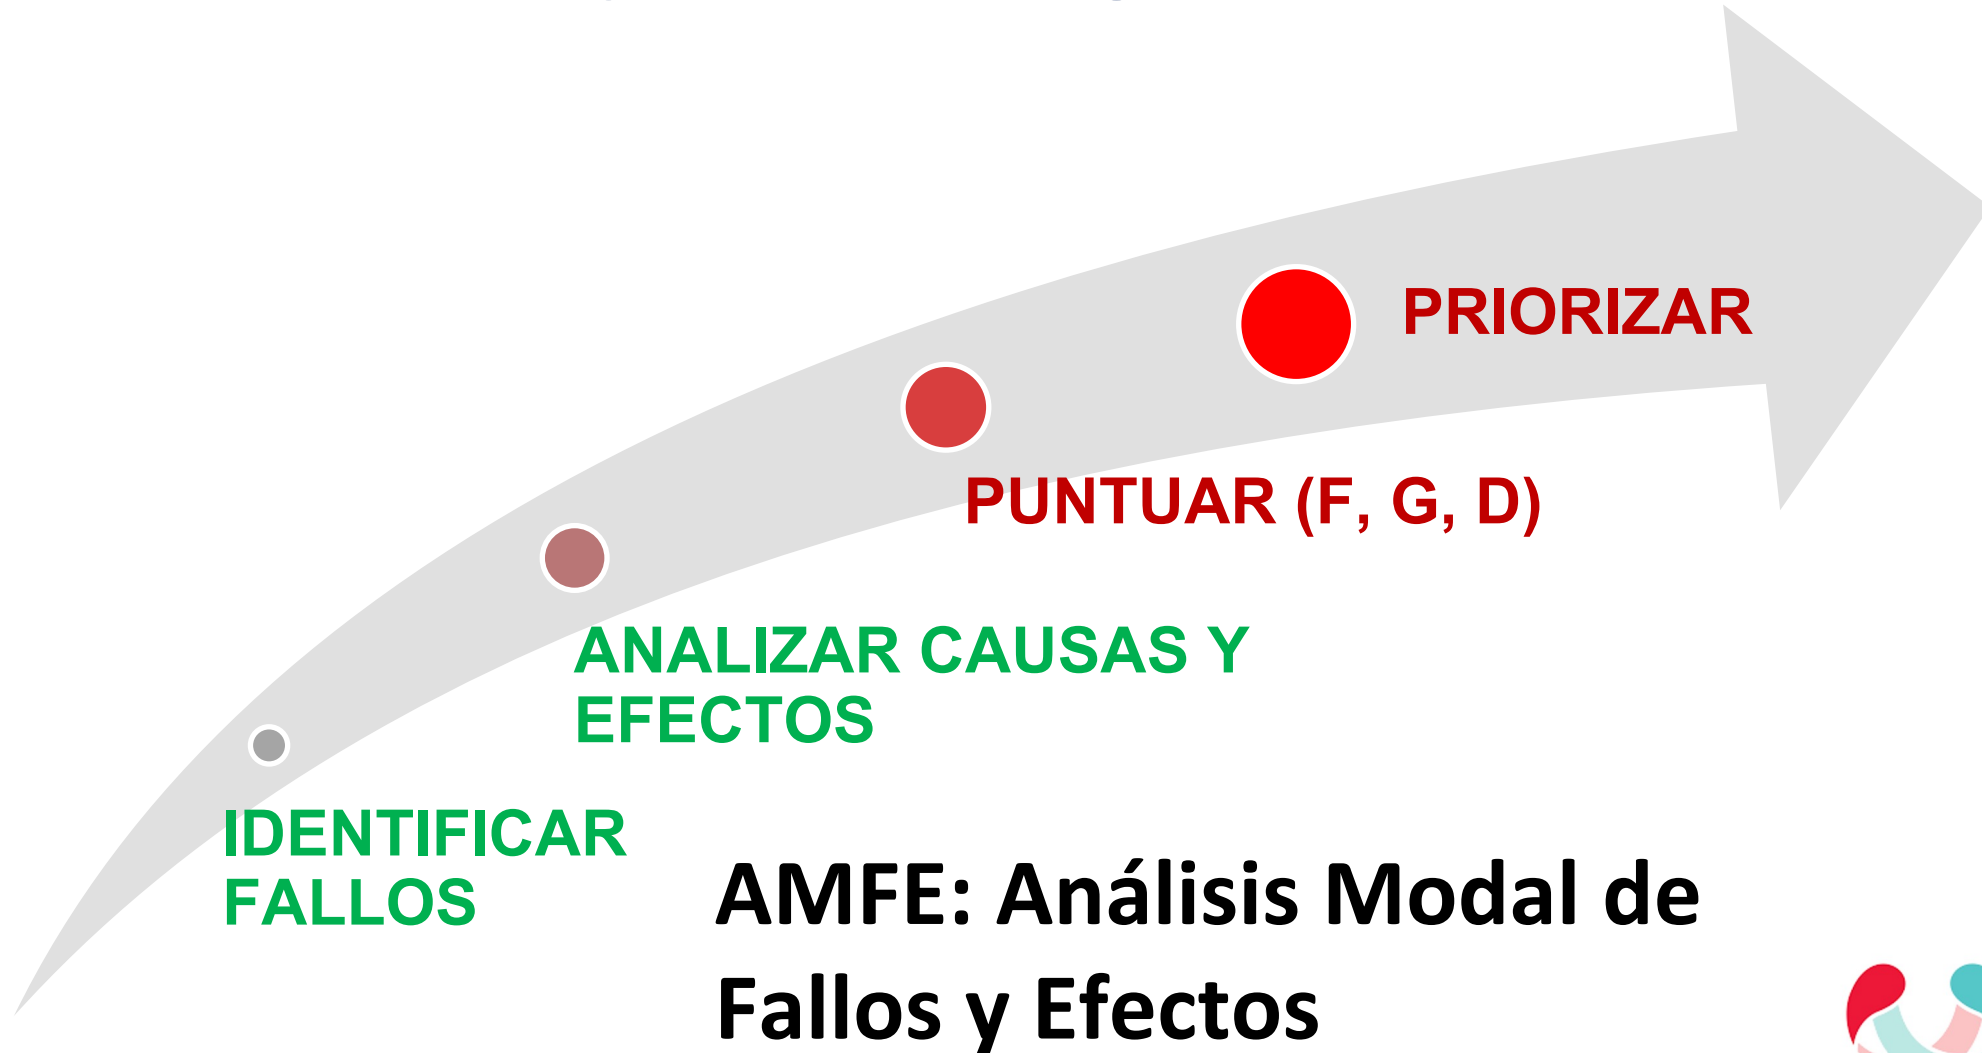 PRIORIZAR
PUNTUAR (F, G, D)
ANALIZAR CAUSAS Y
EFECTOS
IDENTIFICAR
FALLOS
AMFE: Análisis Modal de
Fallos y Efectos